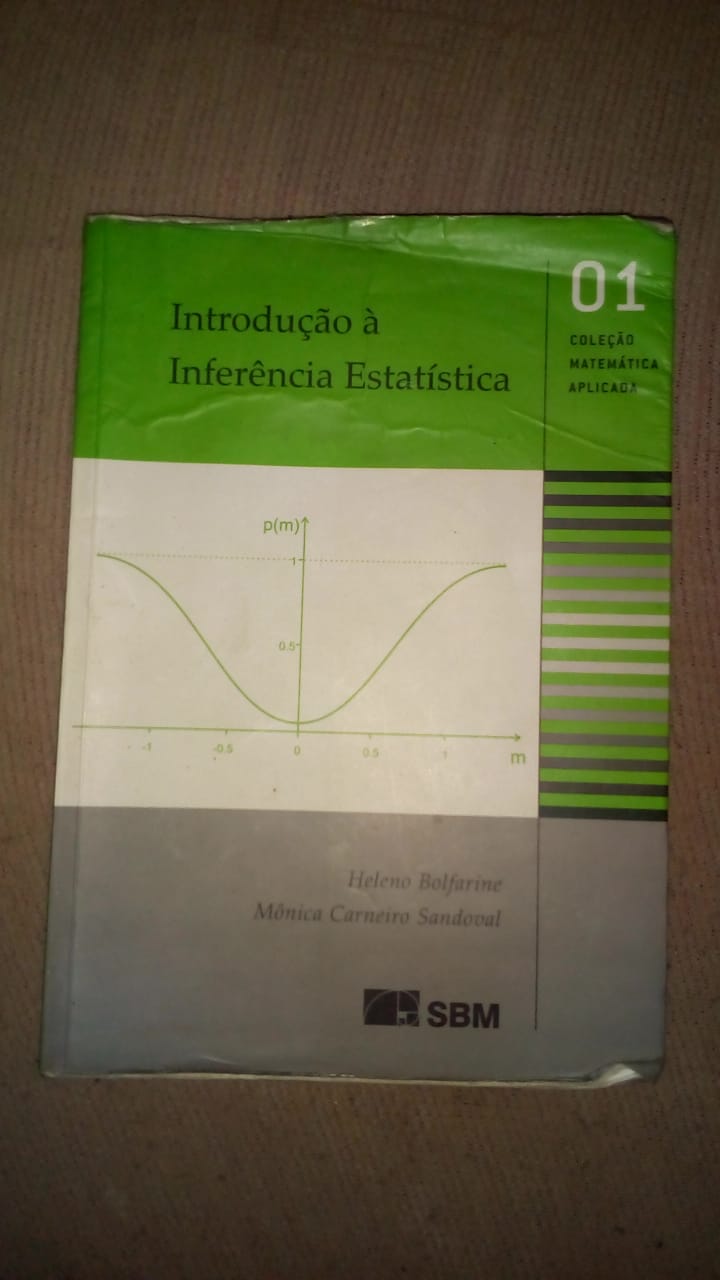 01
COLEÇÃO
MATEMÁTICA
APLICADA
Introdução à
Inferência Estatística
p(m)
1
0.5
-1
-0.5
0
0.5
1
m
Heleno Bolfarine
Mônica Carneiro Sandoval
SBM